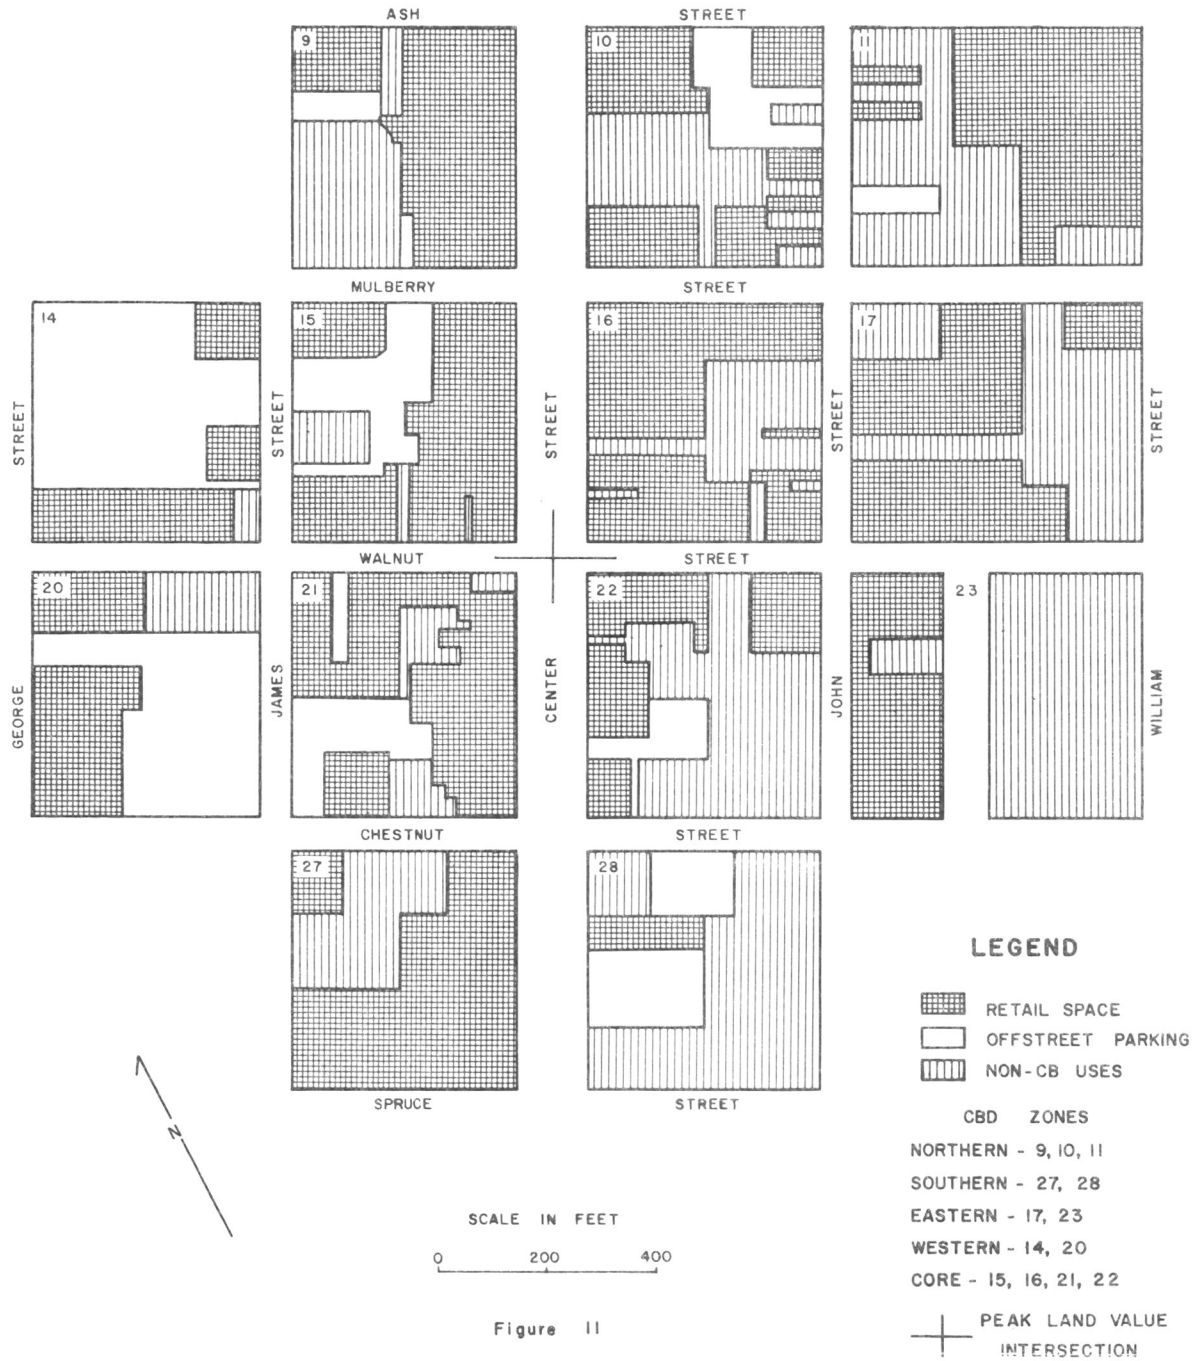 ASH STREET
9 10 11
MULBERRY STREET
14 15 16 17
STREET STREET STREET STREET STREET
WALNUT STREET
20 21 22 23
GEORGE JAMES CENTER JOHN WILLIAM
CHESTNUT STREET
27 28
SPRUCE STREET
LEGEND
RETAIL SPACE
OFFSTREET PARKING
NON-CB USES
CBD ZONES
NORTHERN - 9, 10, 11
SOUTHERN - 27, 28
EASTERN - 17, 23
WESTERN - 14, 20
CORE - 15, 16, 21, 22
PEAK LAND VALUE
INTERSECTION
N
SCALE IN FEET
0 200 400
Figure 11